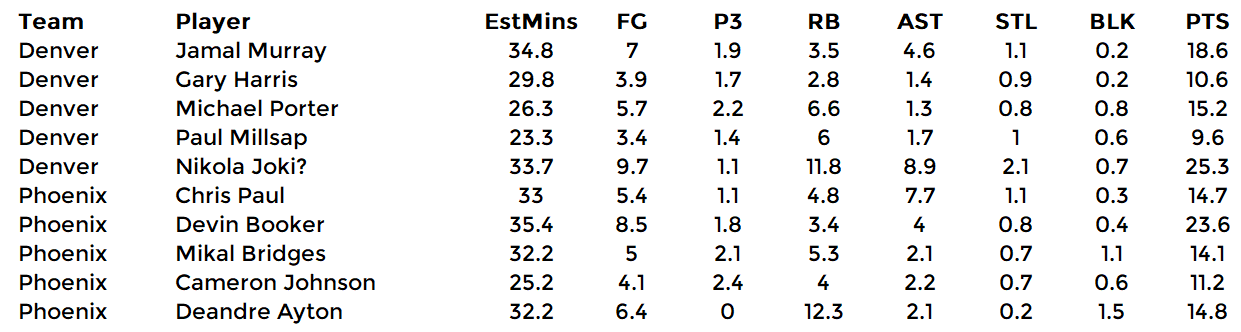 Team Player EstMins FG P3 RB AST STL BLK PTS
Denver Jamal Murray 34.8 7 1.9 3.5 4.6 1.1 0.2 18.6
Denver Gary Harris 29.8 3.9 1.7 2.8 1.4 0.9 0.2 10.6
Denver Michael Porter 26.3 5.7 2.2 6.6 1.3 0.8 0.8 15.2
Denver Paul Millsap 23.3 3.4 1.4 6 1.7 1 0.6 9.6
Denver Nikola Joki? 33.7 9.7 1.1 11.8 8.9 2.1 0.7 25.3
Phoenix Chris Paul 33 5.4 1.1 4.8 7.7 1.1 0.3 14.7
Phoenix Devin Booker 35.4 8.5 1.8 3.4 4 0.8 0.4 23.6
Phoenix Mikal Bridges 32.2 5 2.1 5.3 2.1 0.7 1.1 14.1
Phoenix Cameron Johnson 25.2 4.1 2.4 4 2.2 0.7 0.6 11.2
Phoenix Deandre Ayton 32.2 6.4 0 12.3 2.1 0.2 1.5 14.8